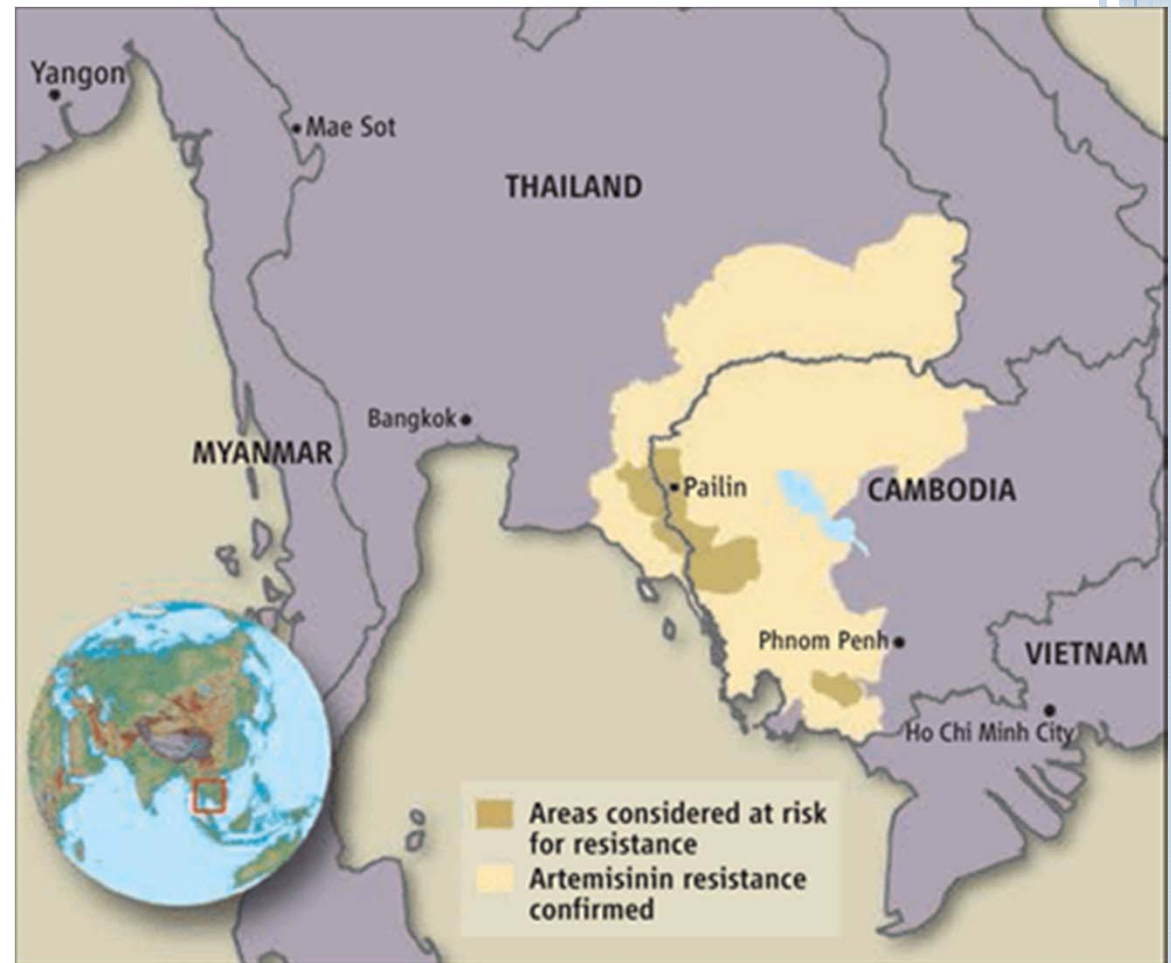 Yangon
Mae Sot
THAILAND
Bangkok
MYANMAR
Pailin
CAMBODIA
Phnom Penh
VIETNAM
Ho Chi Minh City
Areas considered at risk
for resistance
Artemisinin resistance
confirmed